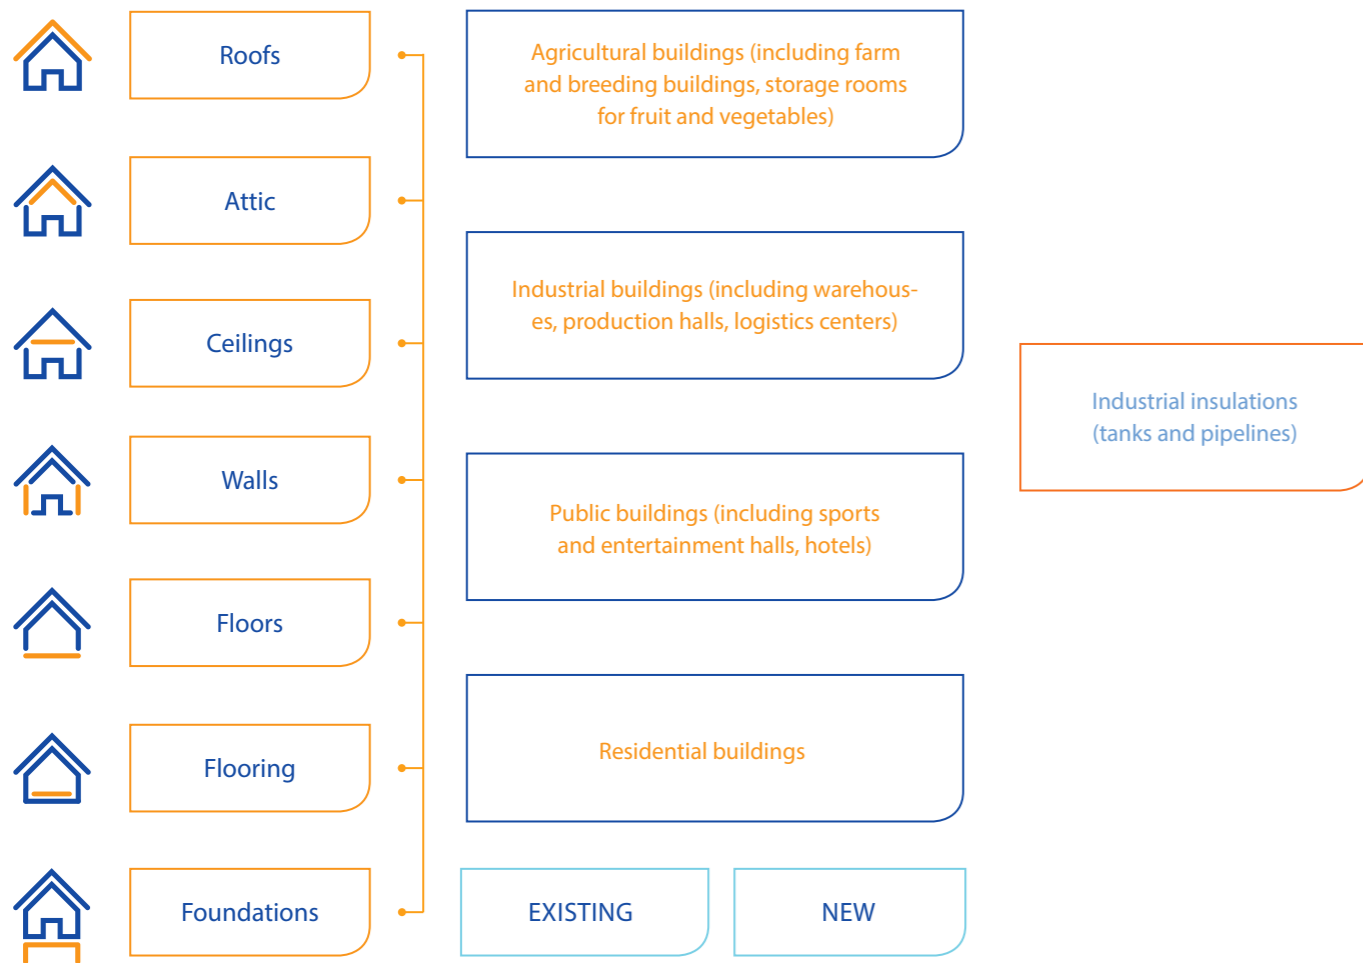 Roofs
Attic
Ceilings
Walls
Floors
Flooring
Foundations
Agricultural buildings (including farm
and breeding buildings, storage rooms
for fruit and vegetables)
Industrial buildings (including warehous-
es, production halls, logistics centers)
Public buildings (including sports
and entertainment halls, hotels)
Residential buildings
EXISTING
NEW
Industrial insulations
(tanks and pipelines)